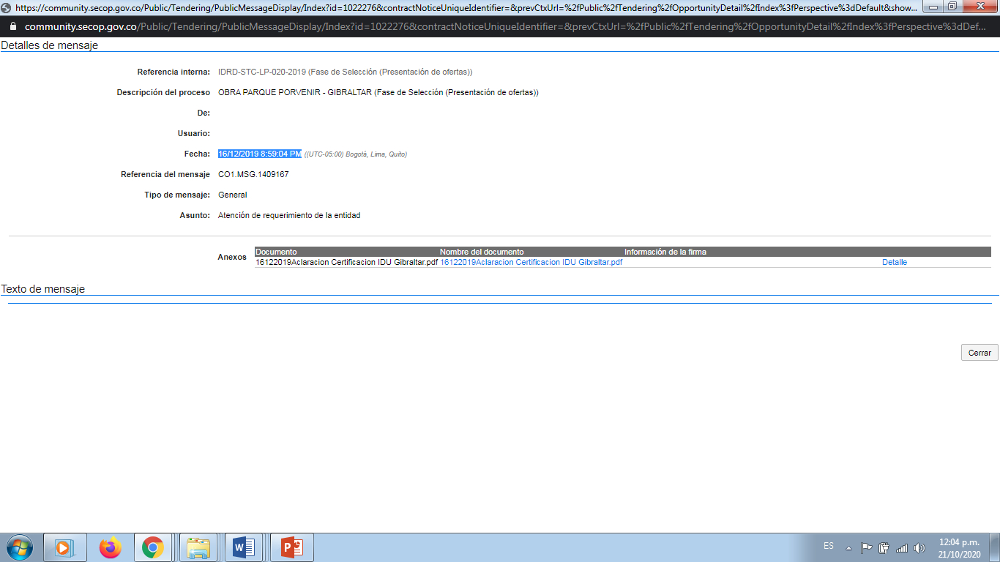 https://community.secop.gov.co/Public/Tendering/PublicMessageDisplay/Index?id=1022276&contractNoticeUniqueIdentifier=&prevCtxUrl=%2fPublic%2fTendering%2fOpportunityDetail%2fIndex%3fPerspective%3dDefault&show...
community.secop.gov.co/Public/Tendering/PublicMessageDisplay/Index?id=1022276&contractNoticeUniqueIdentifier=&prevCtxUrl=%2fPublic%2fTendering%2fOpportunityDetail%2fIndex%3fPerspective%3dDef...
Detalles de mensaje
Referencia interna: IDRD-STC-LP-020-2019 (Fase de Selección (Presentación de ofertas))
Descripción del proceso OBRA PARQUE PORVENIR - GIBRALTAR (Fase de Selección (Presentación de ofertas))
De:
Usuario:
Fecha: 16/12/2019 8:59:04 PM ((UTC-05:00) Bogotá, Lima, Quito)
Referencia del mensaje CO1.MSG.1409167
Tipo de mensaje: General
Asunto: Atención de requerimiento de la entidad
Anexos
Documento Nombre del documento Información de la firma
16122019Aclaracion Certificacion IDU Gibraltar.pdf 16122019Aclaracion Certificacion IDU Gibraltar.pdf Detalle
Texto de mensaje
Cerrar
ES 12:04 p.m.
21/10/2020